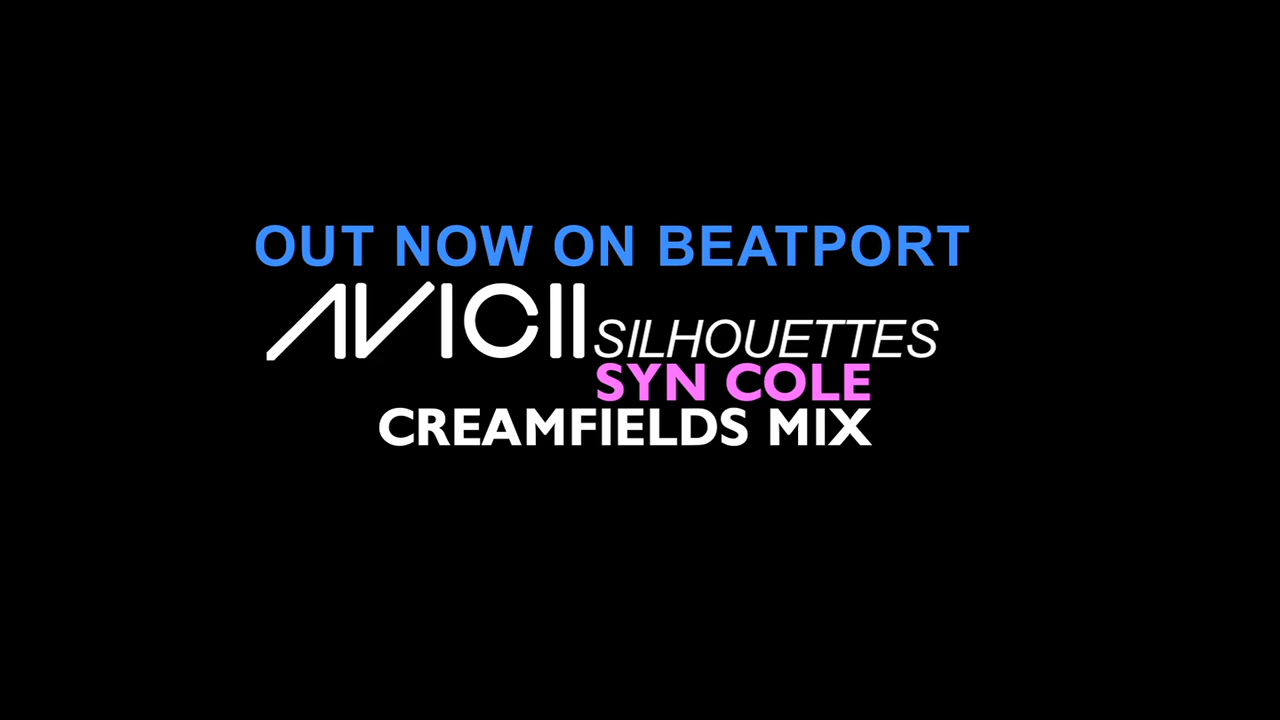 OUT NOW ON BEATPORT
AVICII SILHOUETTES
SYN COLE
CREAMFIELDS MIX